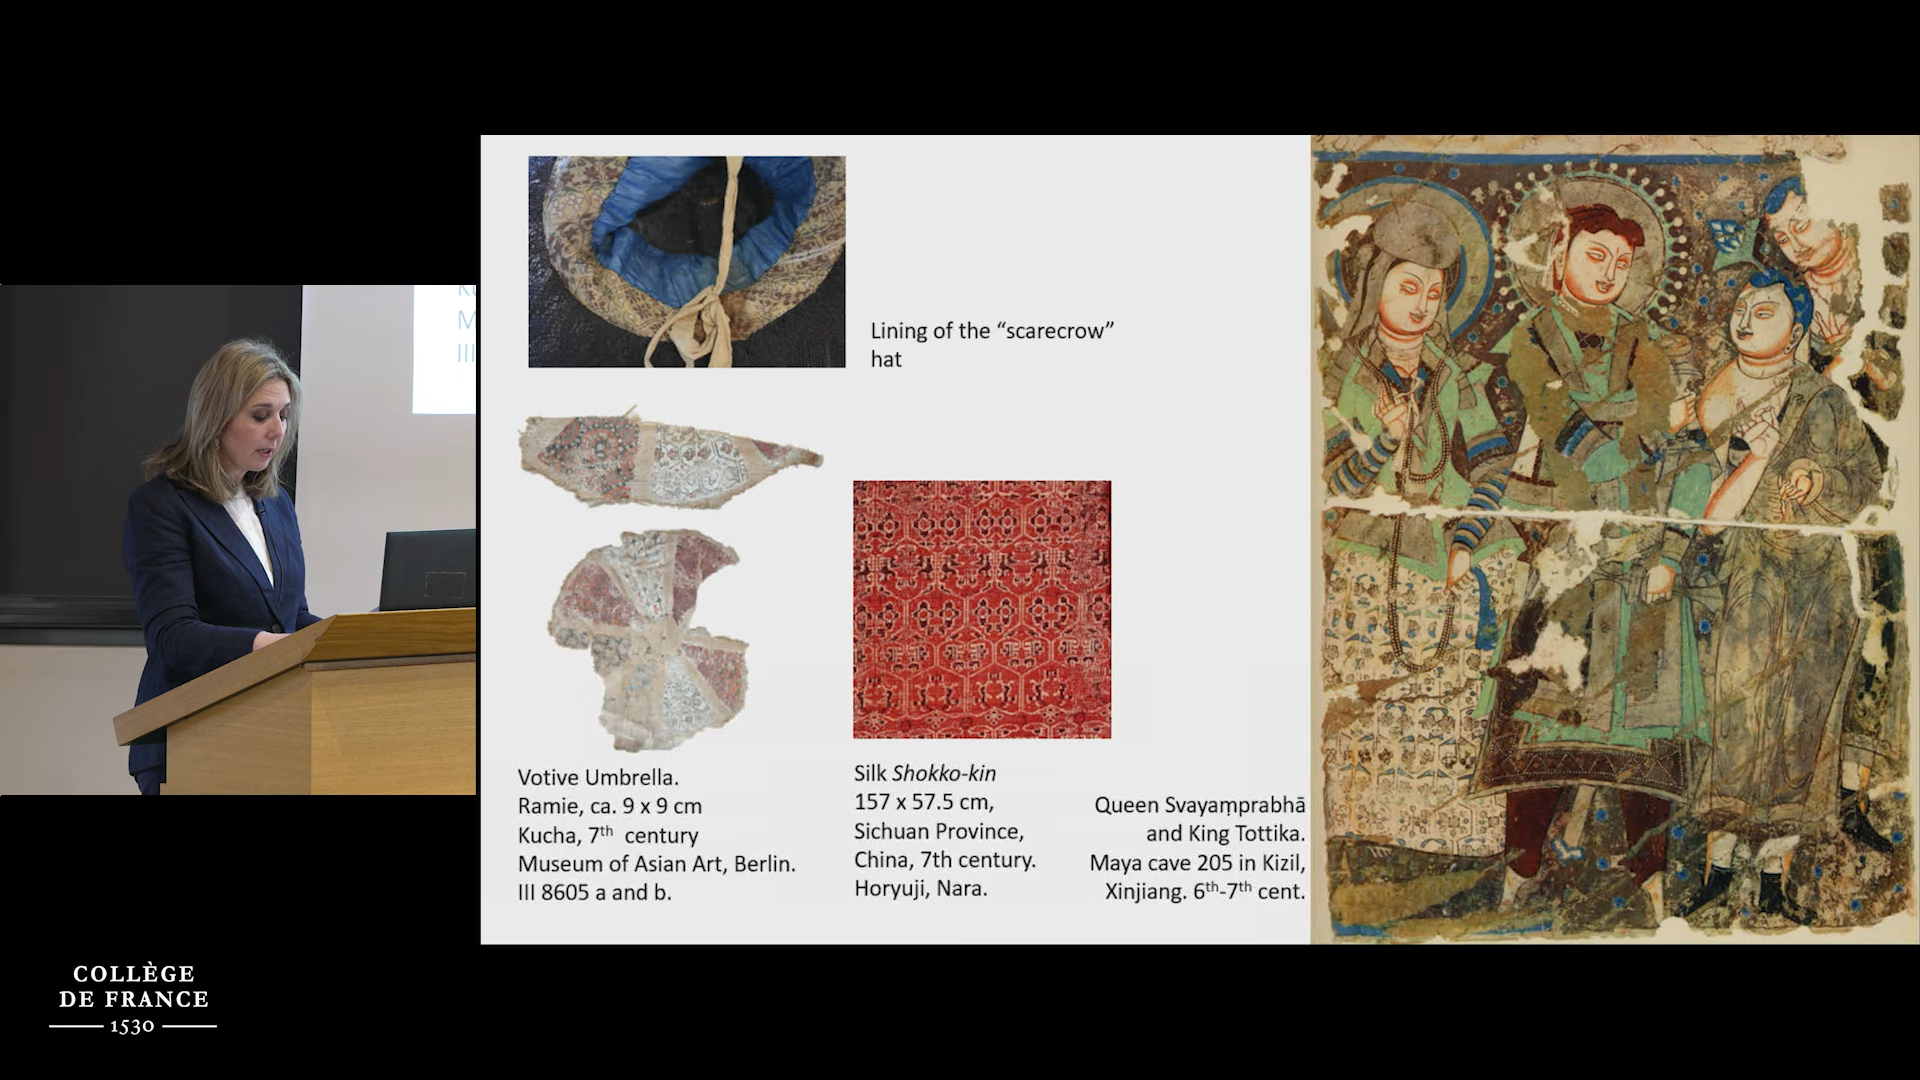 Lining of the “scarecrow”
hat
Votive Umbrella.
Ramie, ca. 9 x 9 cm
Kucha, 7th century
Museum of Asian Art, Berlin.
III 8605 a and b.
Silk Shokko-kin
157 x 57.5 cm,
Sichuan Province,
China, 7th century.
Horyuji, Nara.
Queen Svayaṃprabhā
and King Tottika.
Maya cave 205 in Kizil,
Xinjiang. 6th-7th cent.
M
III
COLLÈGE
DE FRANCE
1530